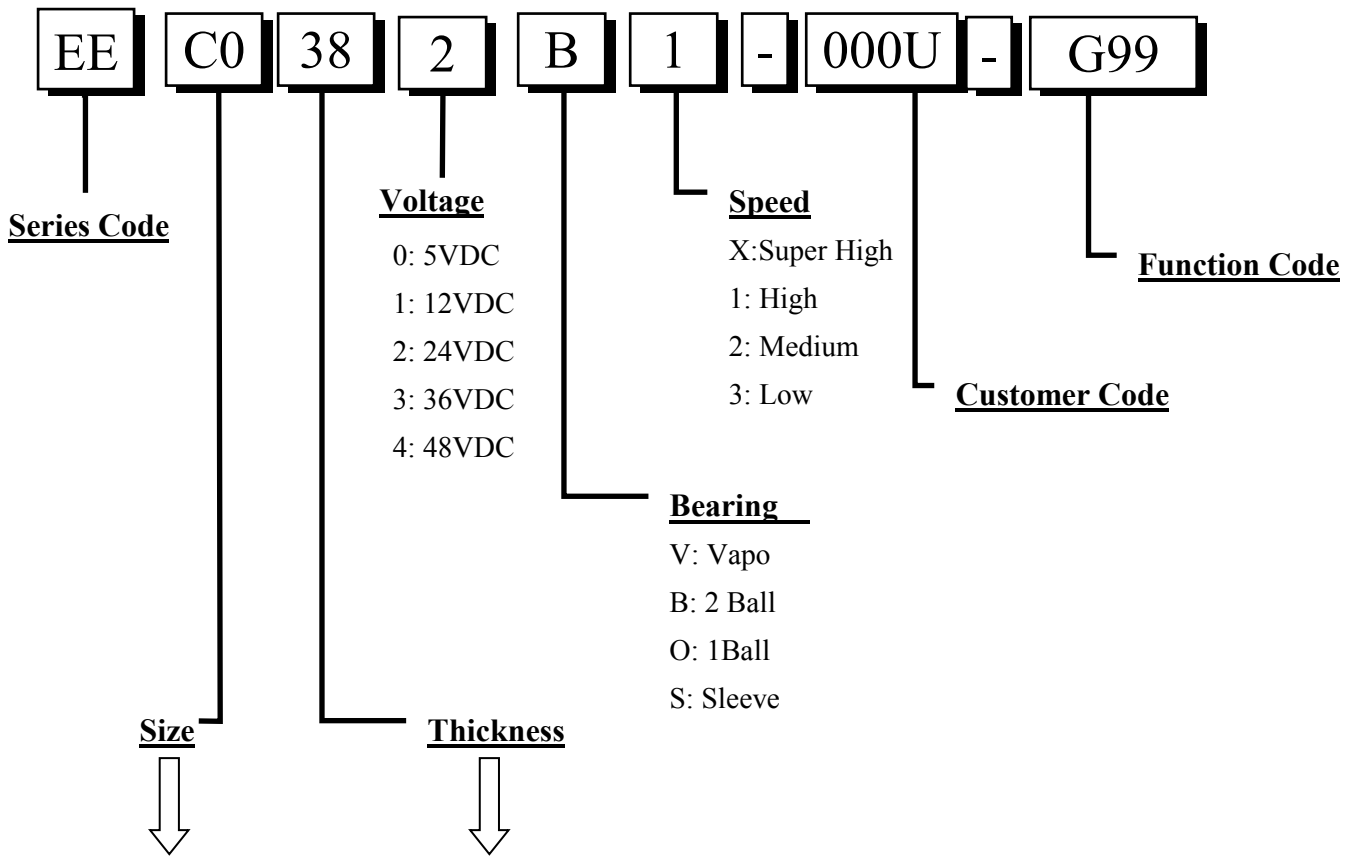 EE C0 38 2 B 1 - 000U - G99
Series Code
Voltage
0: 5VDC
1: 12VDC
2: 24VDC
3: 36VDC
4: 48VDC
Speed
X:Super High
1: High
2: Medium
3: Low
Function Code
Customer Code
Bearing
V: Vapo
B: 2 Ball
O: 1Ball
S: Sleeve
Size
Thickness